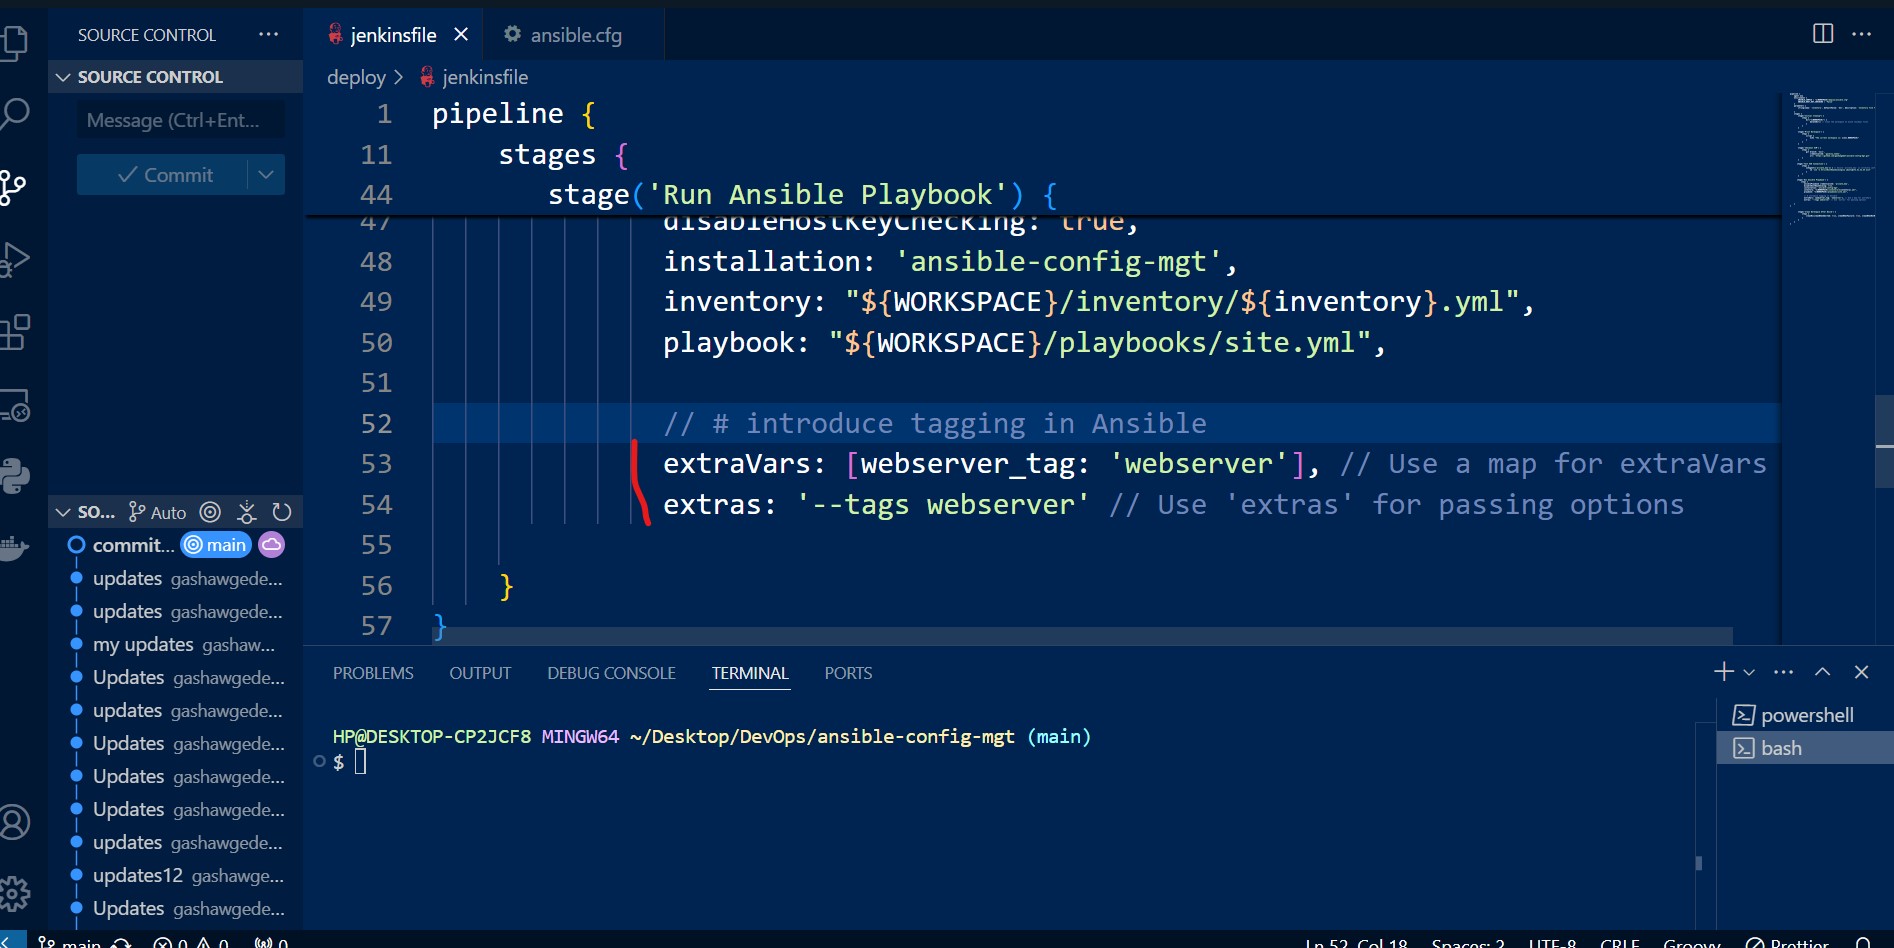 SOURCE CONTROL ...
SOURCE CONTROL
Message (Ctrl+Ent...
Commit
SO... Auto
commit... main
updates gashawgede...
updates gashawgede...
my updates gashaw...
Updates gashawgede...
updates gashawgede...
Updates gashawgede...
Updates gashawgede...
Updates gashawgede...
updates gashawgede...
updates12 gashawge...
Updates gashawgede...
jenkinsfile ansible.cfg
deploy > jenkinsfile
1 pipeline {
11 stages {
44 stage('Run Ansible Playbook') {
47 disableHostKeyChecking: true,
48 installation: 'ansible-config-mgt',
49 inventory: "${WORKSPACE}/inventory/${inventory}.yml",
50 playbook: "${WORKSPACE}/playbooks/site.yml",
51
52 // # introduce tagging in Ansible
53 extraVars: [webserver_tag: 'webserver'], // Use a map for extraVars
54 extras: '--tags webserver' // Use 'extras' for passing options
55
56 }
57 }
PROBLEMS OUTPUT DEBUG CONSOLE TERMINAL PORTS
HP@DESKTOP-CP2JCF8 MINGW64 ~/Desktop/DevOps/ansible-config-mgt (main)
$
powershell
bash
main 0 0 0 Ln 52, Col 18 Spaces: 2 UTF-8 CRLF Groovy Prettier